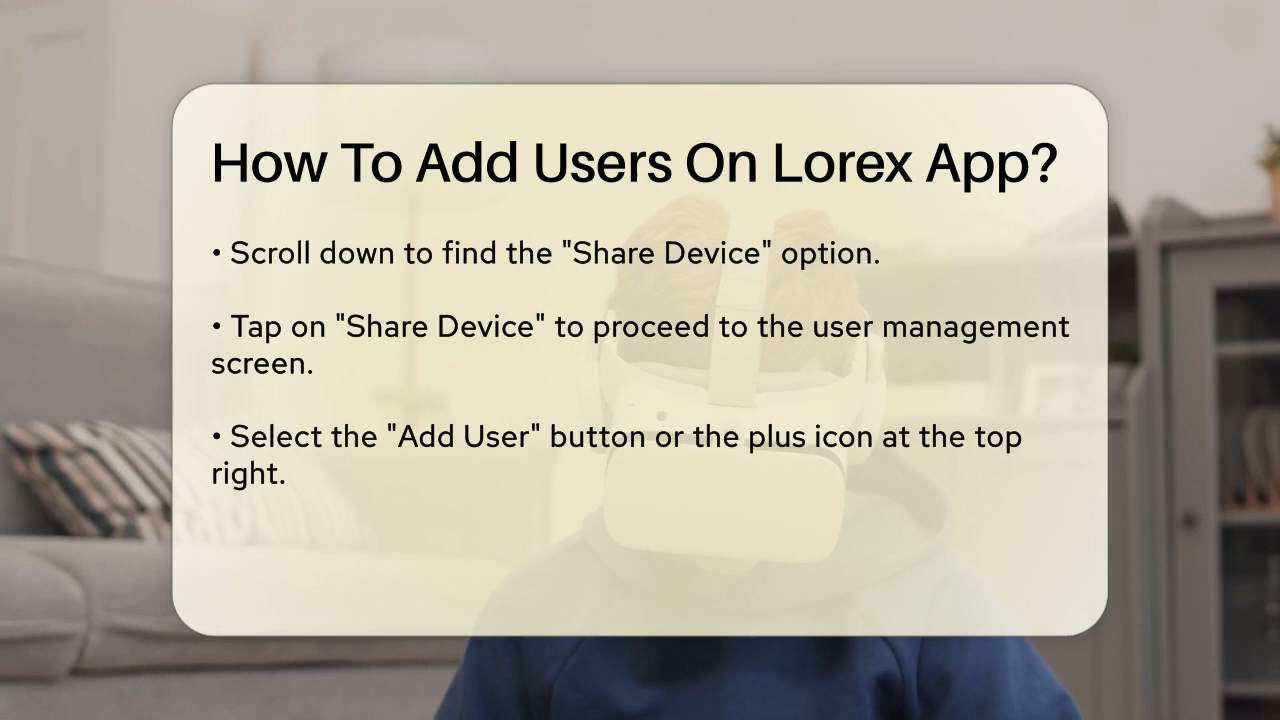 How To Add Users On Lorex App?
• Scroll down to find the "Share Device" option.
• Tap on "Share Device" to proceed to the user management
screen.
• Select the "Add User" button or the plus icon at the top
right.